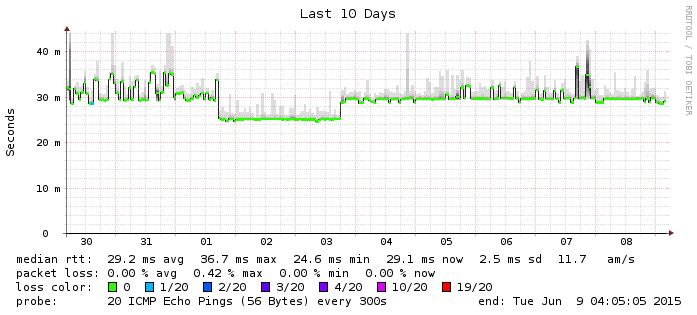 Last 10 Days
RRDTOOL / TOBI OETIKER
Seconds
40 m
30 m
20 m
10 m
0
30 31 01 02 03 04 05 06 07 08
median rtt: 29.2 ms avg 36.7 ms max 24.6 ms min 29.1 ms now 2.5 ms sd 11.7 am/s
packet loss: 0.00 % avg 0.42 % max 0.00 % min 0.00 % now
loss color: 0 1/20 2/20 3/20 4/20 10/20 19/20
probe: 20 ICMP Echo Pings (56 Bytes) every 300s end: Tue Jun 9 04:05:05 2015